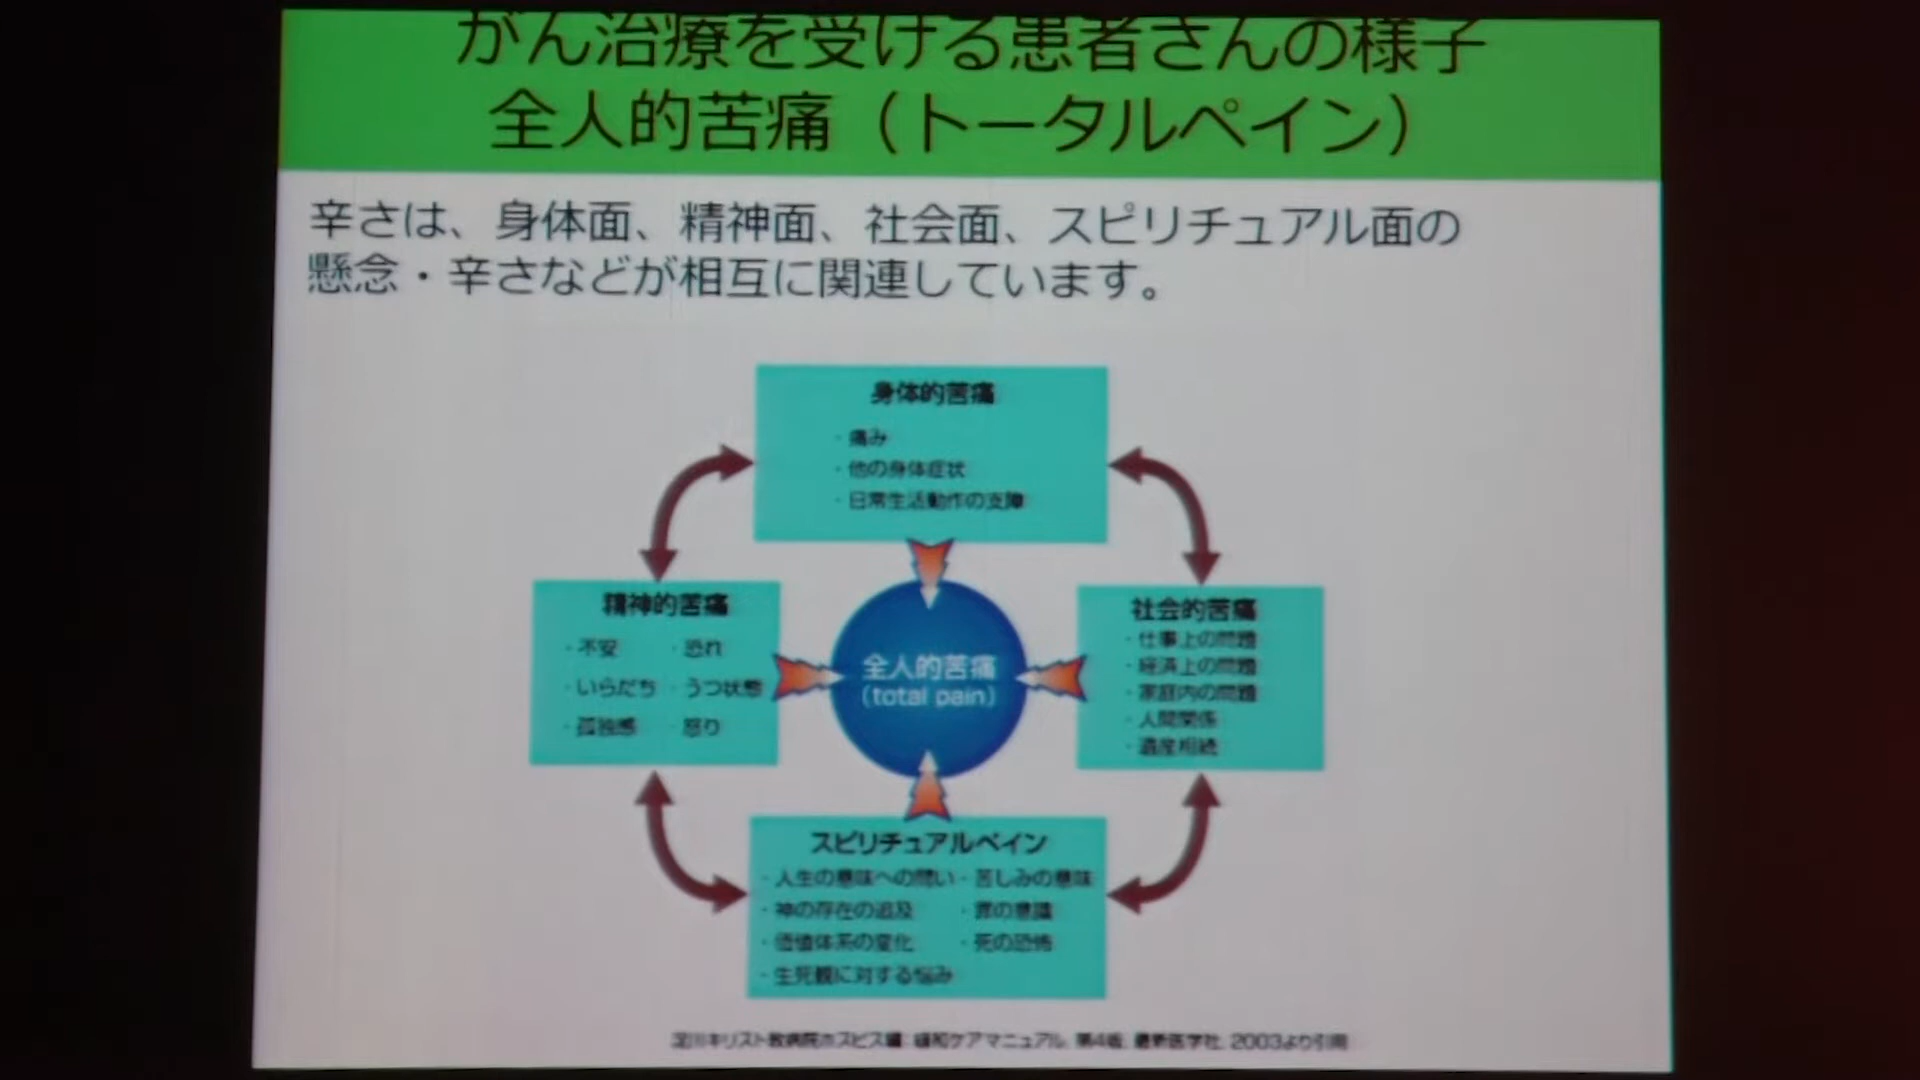 がん治療を受ける患者さんの様子
全人的苦痛（トータルペイン）
辛さは、身体面、精神面、社会面、スピリチュアル面の
懸念・辛さなどが相互に関連しています。
身体的苦痛
・痛み
・他の身体症状
・日常生活動作の支障
精神的苦痛
・不安 ・恐れ
・いらだち ・うつ状態
・孤独感 ・怒り
全人的苦痛
(total pain)
社会的苦痛
・仕事上の問題
・経済上の問題
・家庭内の問題
・人間関係
・遺産相続
スピリチュアルペイン
・人生の意味への問い ・苦しみの意味
・神の存在の追及 ・罪の意識
・価値体系の変化 ・死の恐怖
・生死観に対する悩み
淀川キリスト教病院ホスピス編：緩和ケアマニュアル, 第4版, 最新医学社, 2003より引用